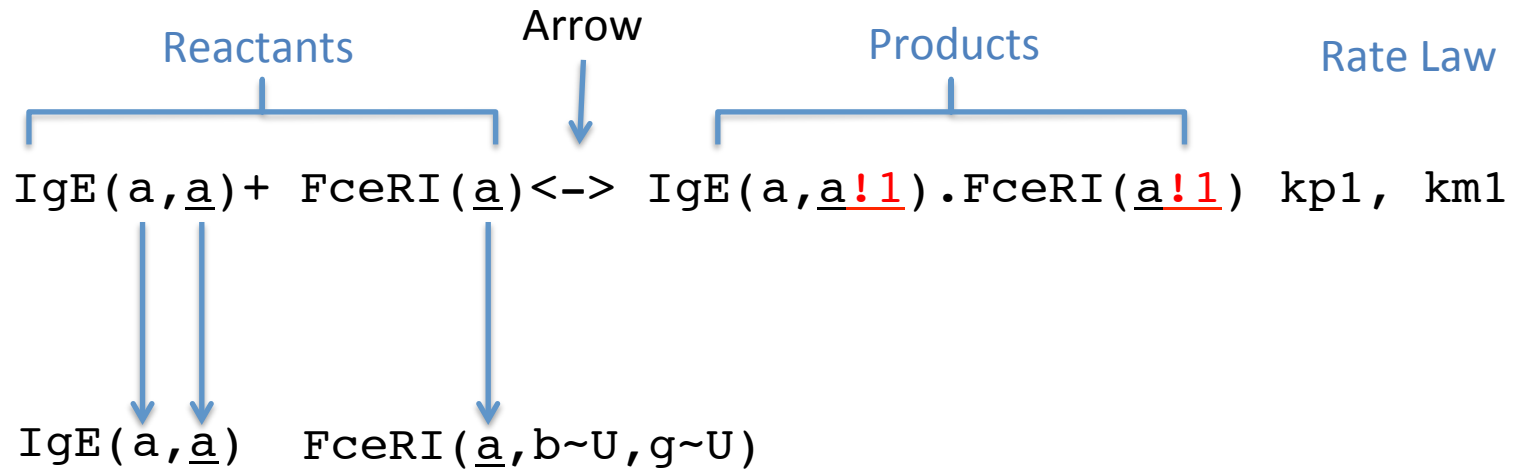 Arrow
Reactants
Products
Rate Law
IgE(a,a)+ FceRI(a)<-> IgE(a,a!1).FceRI(a!1) kp1, km1
IgE(a,a) FceRI(a,b~U,g~U)